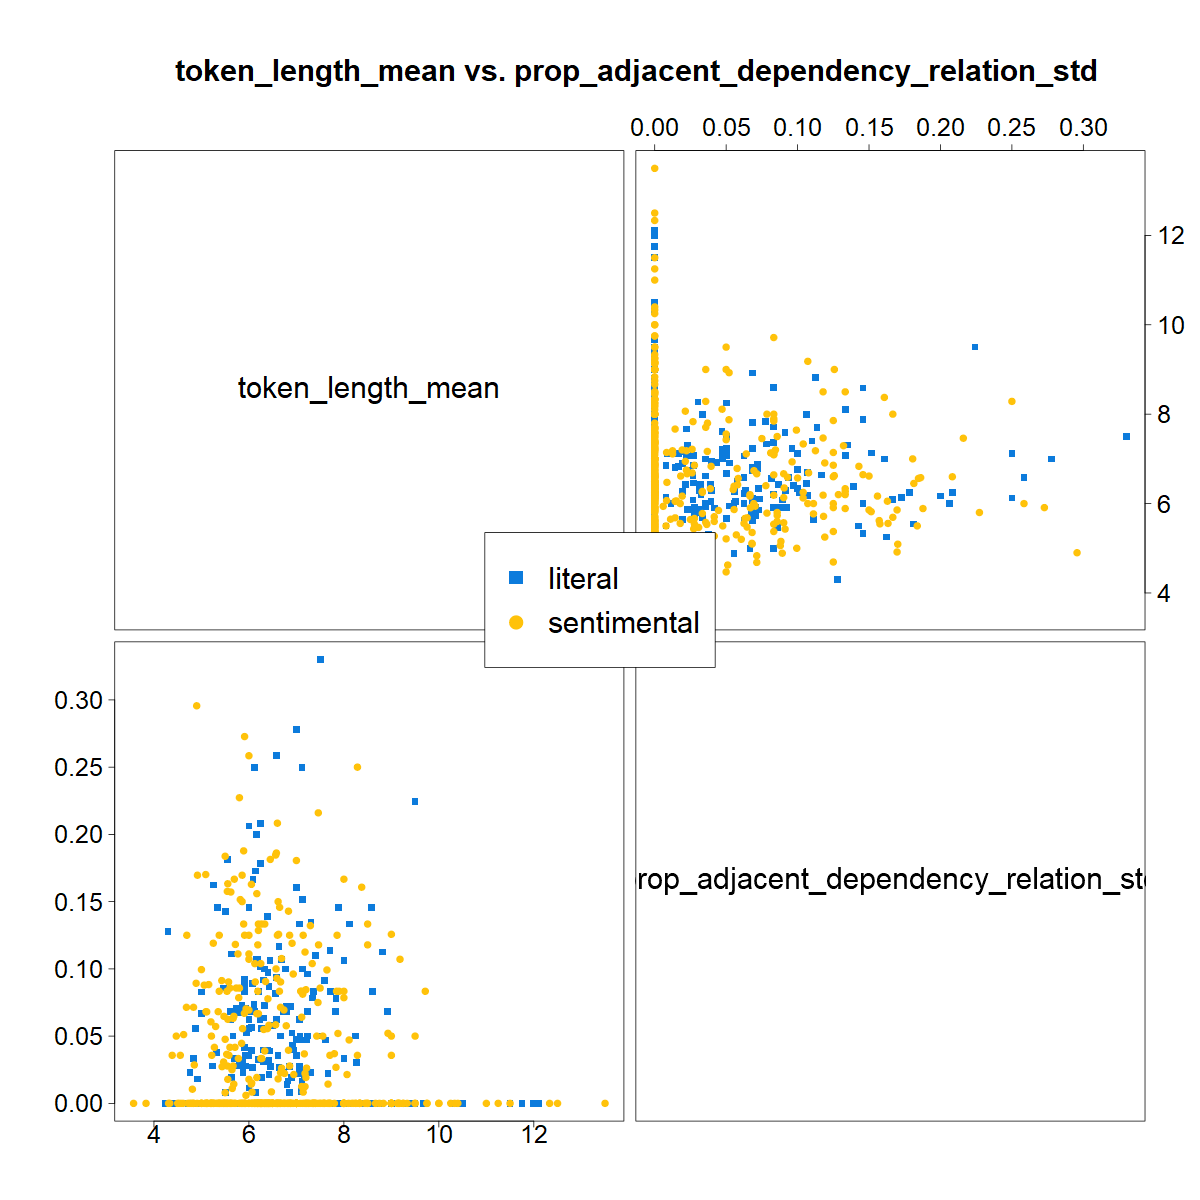 token_length_mean vs. prop_adjacent_dependency_relation_std
0.00 0.05 0.10 0.15 0.20 0.25 0.30
token_length_mean
12
10
8
6
4
literal
sentimental
0.30
0.25
0.20
0.15
0.10
0.05
0.00
prop_adjacent_dependency_relation_std
4 6 8 10 12